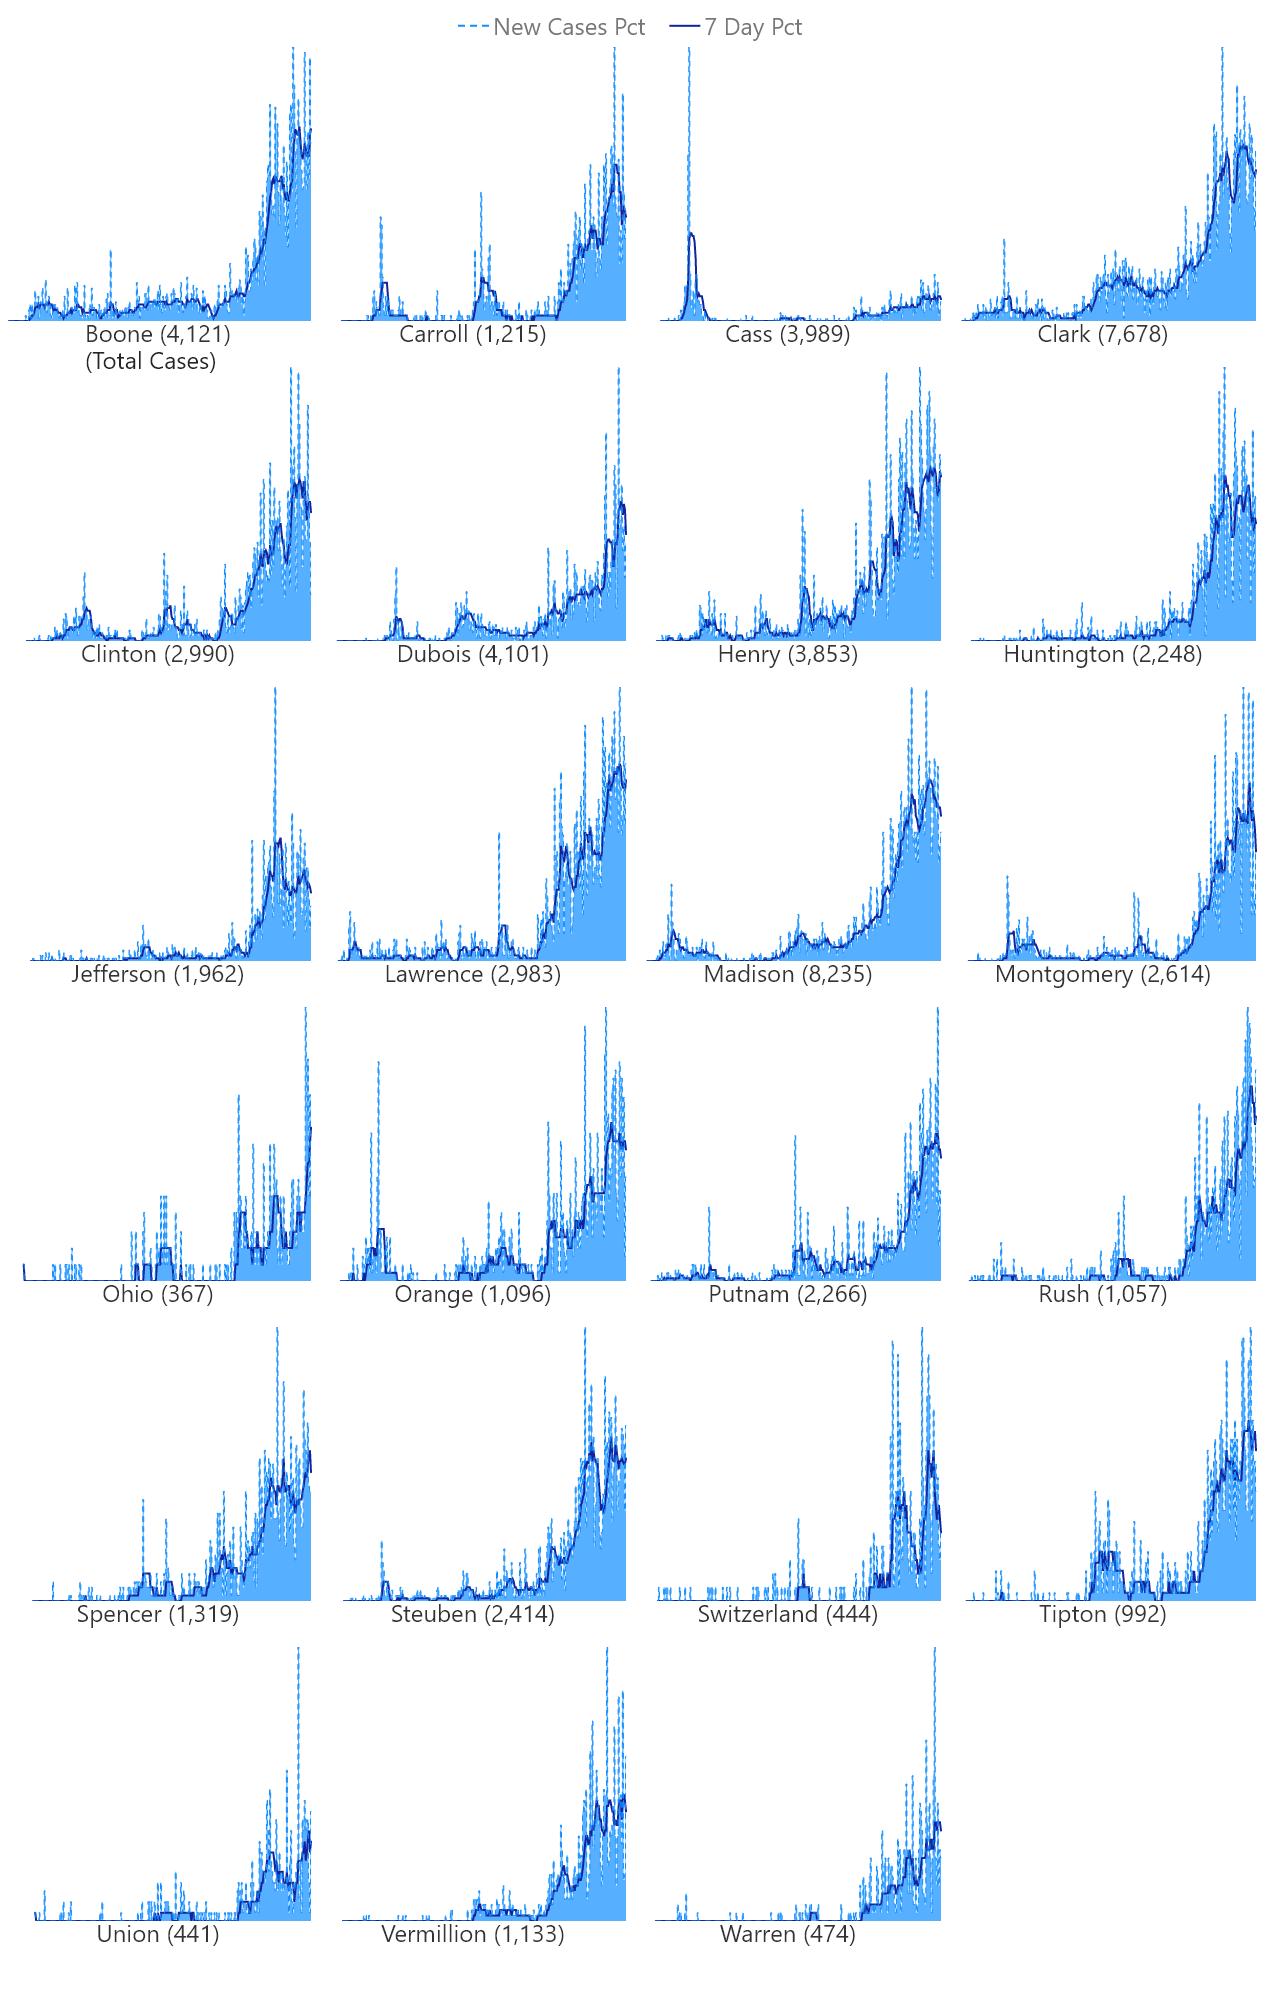 New Cases Pct 7 Day Pct
Boone (4,121) Carroll (1,215) Cass (3,989) Clark (7,678)
(Total Cases)
Clinton (2,990) Dubois (4,101) Henry (3,853) Huntington (2,248)
Jefferson (1,962) Lawrence (2,983) Madison (8,235) Montgomery (2,614)
Ohio (367) Orange (1,096) Putnam (2,266) Rush (1,057)
Spencer (1,319) Steuben (2,414) Switzerland (444) Tipton (992)
Union (441) Vermillion (1,133) Warren (474)